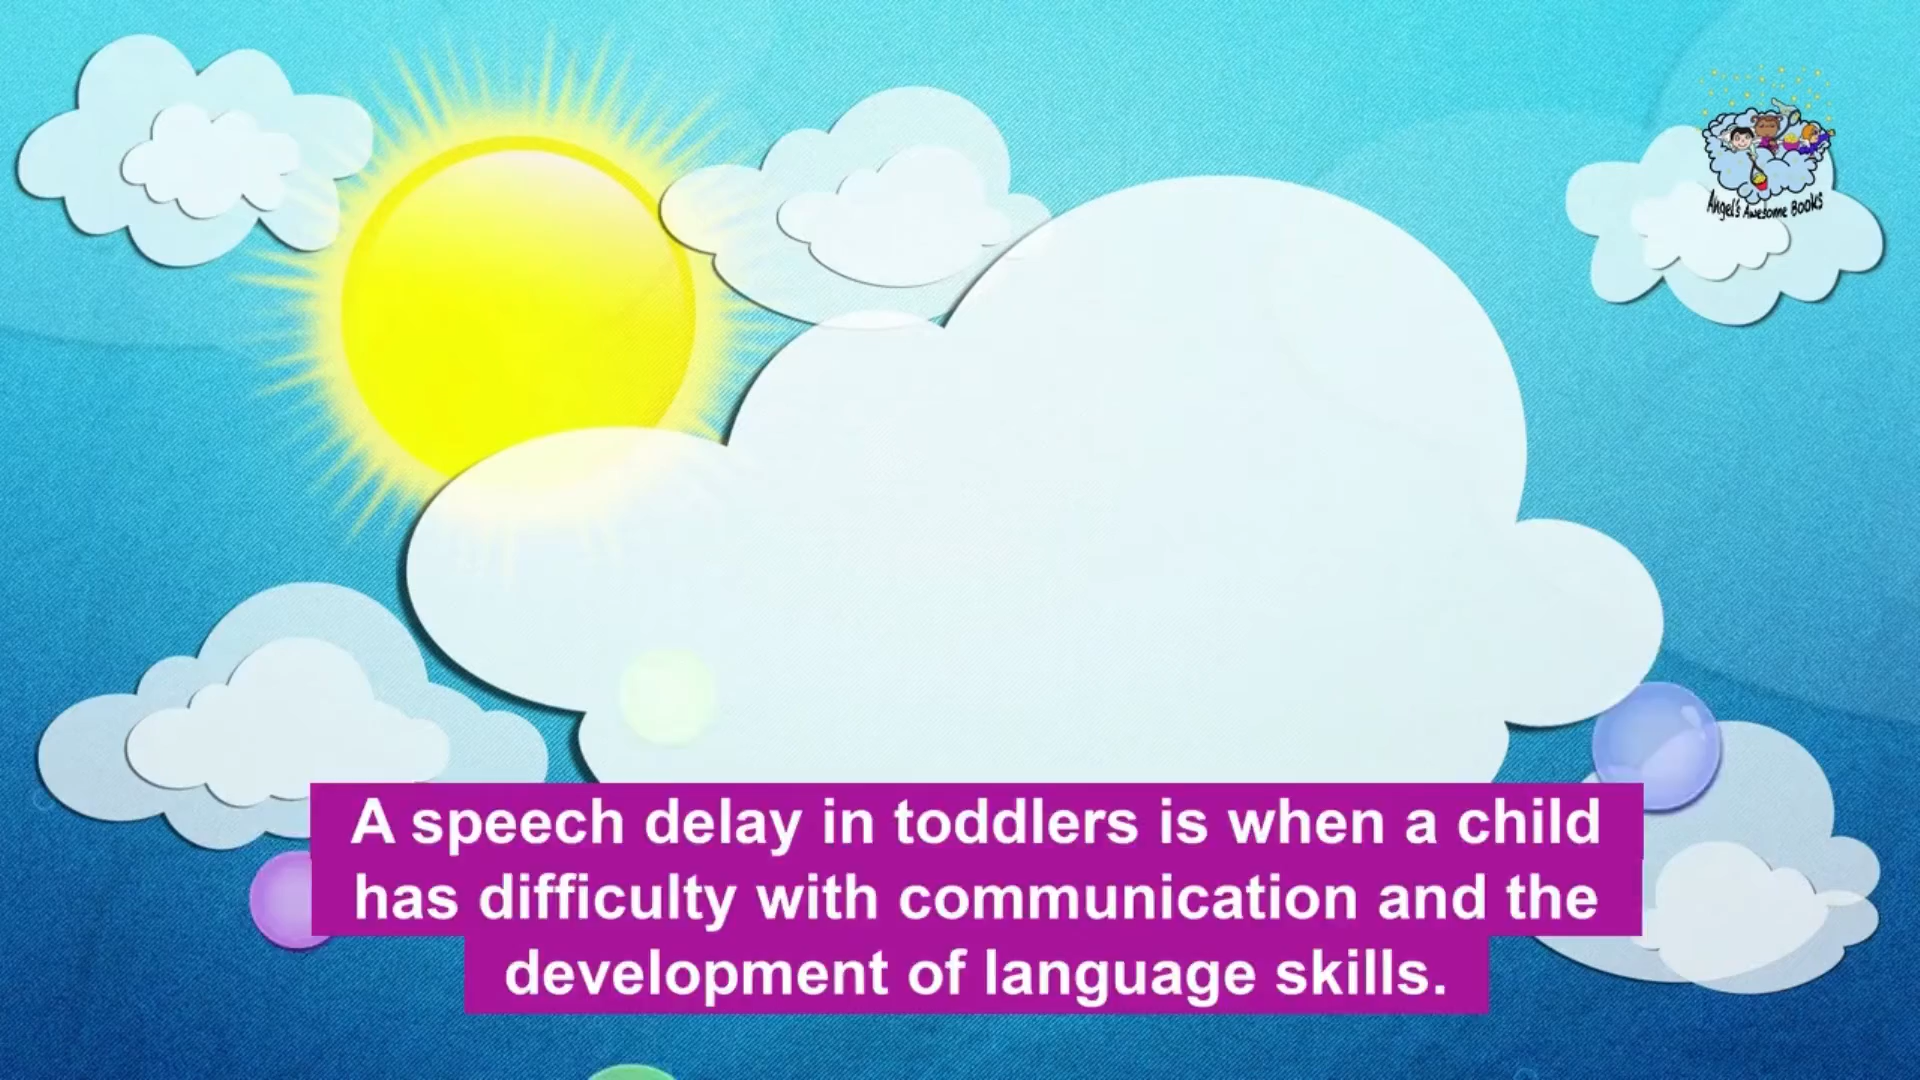 Angel's Awesome Books
A speech delay in toddlers is when a child
has difficulty with communication and the
development of language skills.